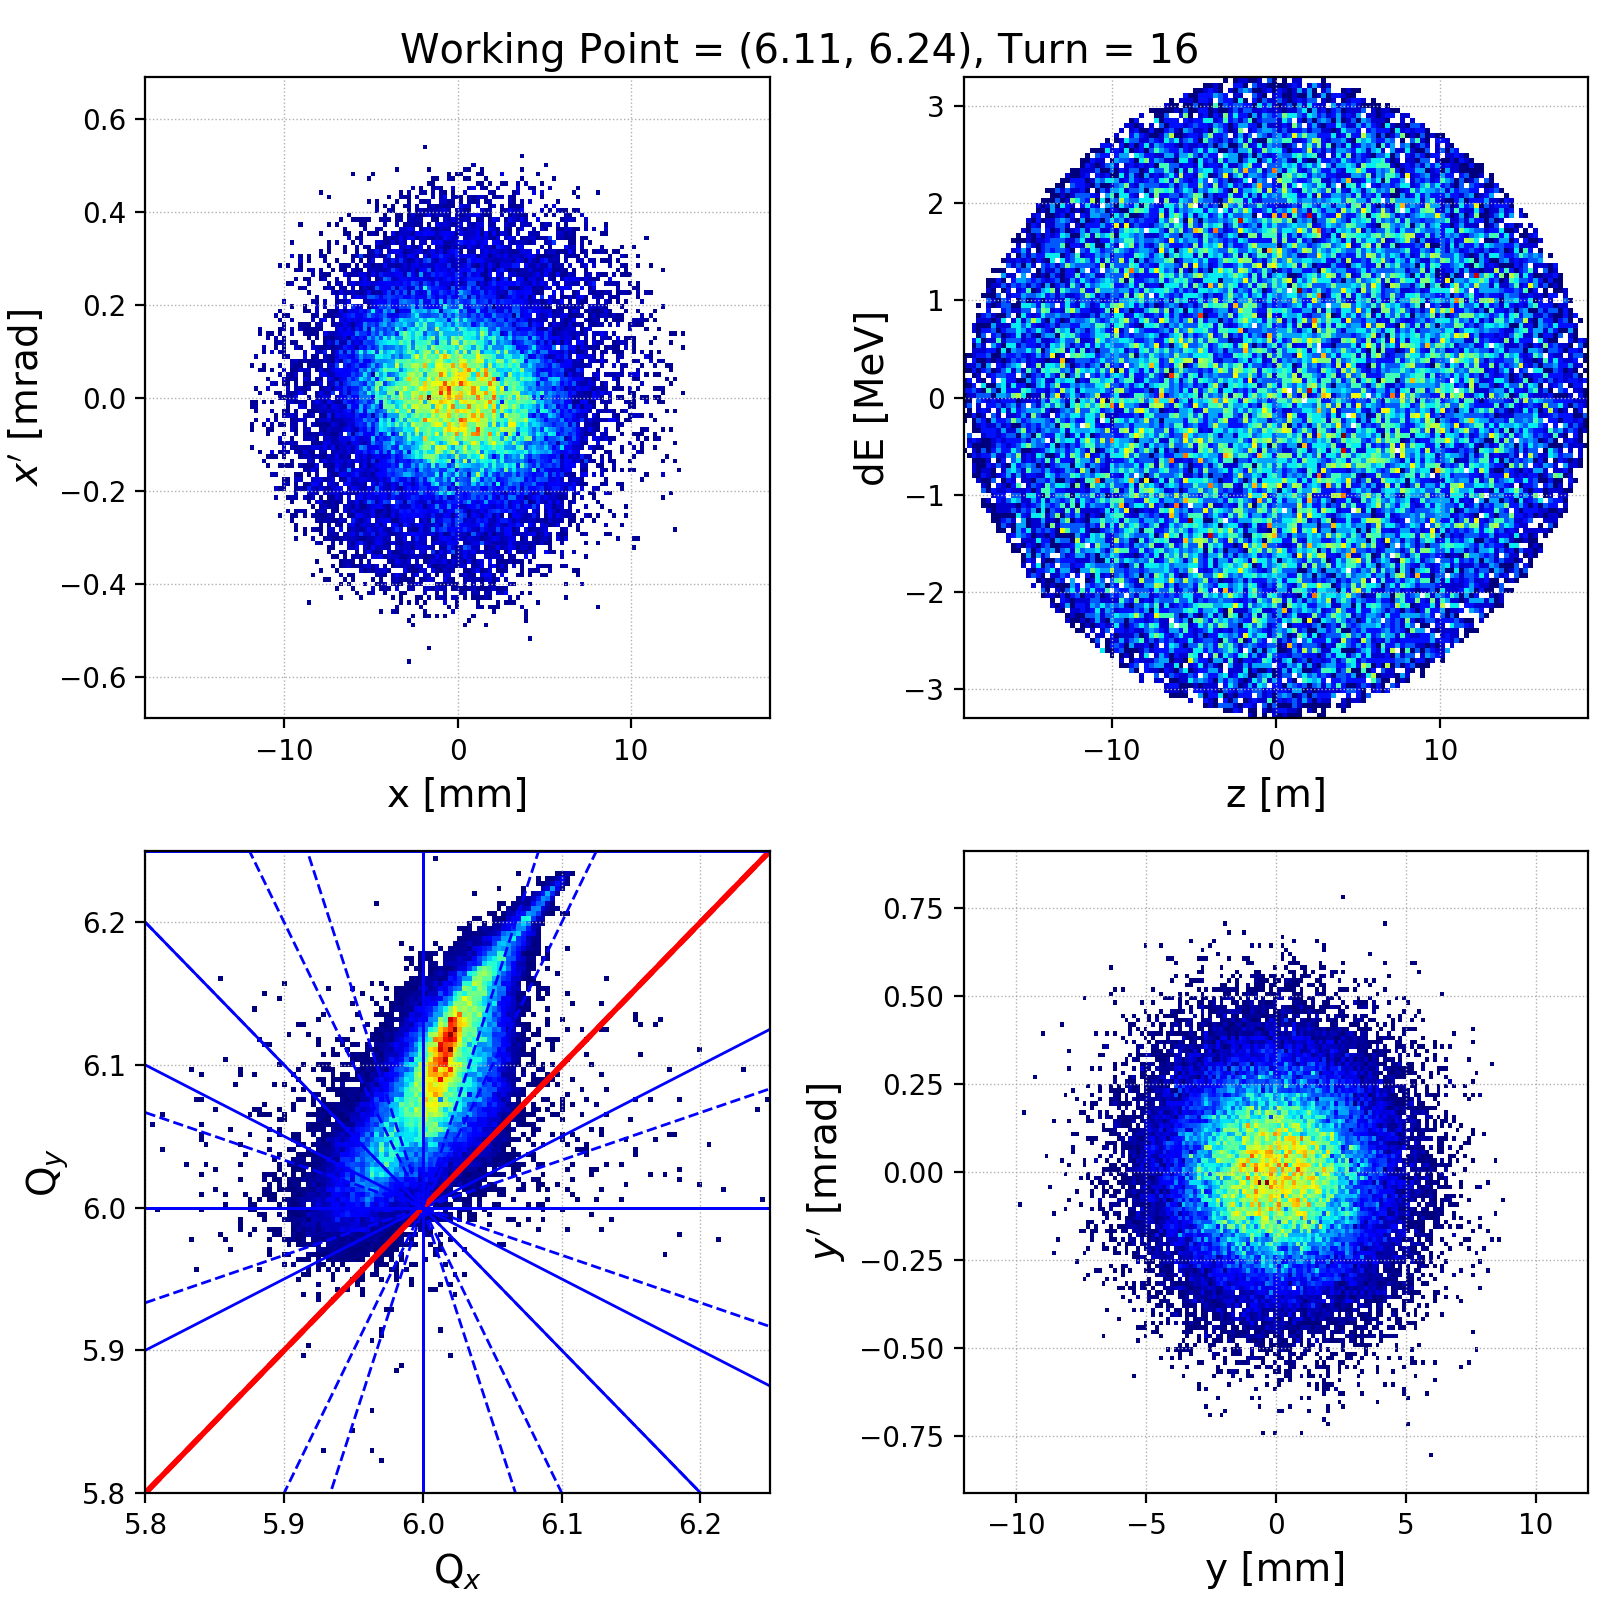 Working Point = (6.11, 6.24), Turn = 16
0.6
0.4
0.2
0.0
−0.2
−0.4
−0.6
x′ [mrad]
−10 0 10
x [mm]
3
2
1
0
−1
−2
−3
dE [MeV]
−10 0 10
z [m]
6.2
6.1
6.0
5.9
5.8
Qy
5.8 5.9 6.0 6.1 6.2
Qx
0.75
0.50
0.25
0.00
−0.25
−0.50
−0.75
y′ [mrad]
−10 −5 0 5 10
y [mm]